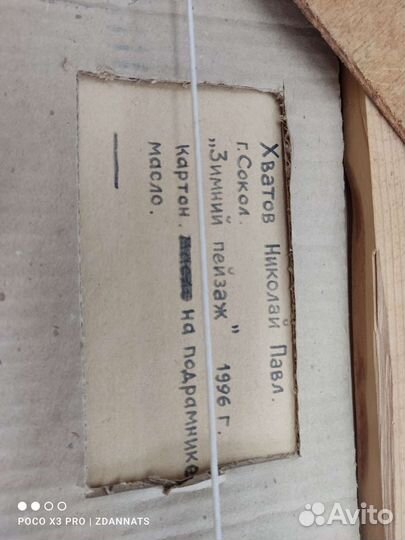 Хватов Николай Павл.
г. Сокол.
„Зимний пейзаж" 1996 г.
Картон. на подрамнике
масло.
POCO X3 PRO | ZDANNATS
Avito